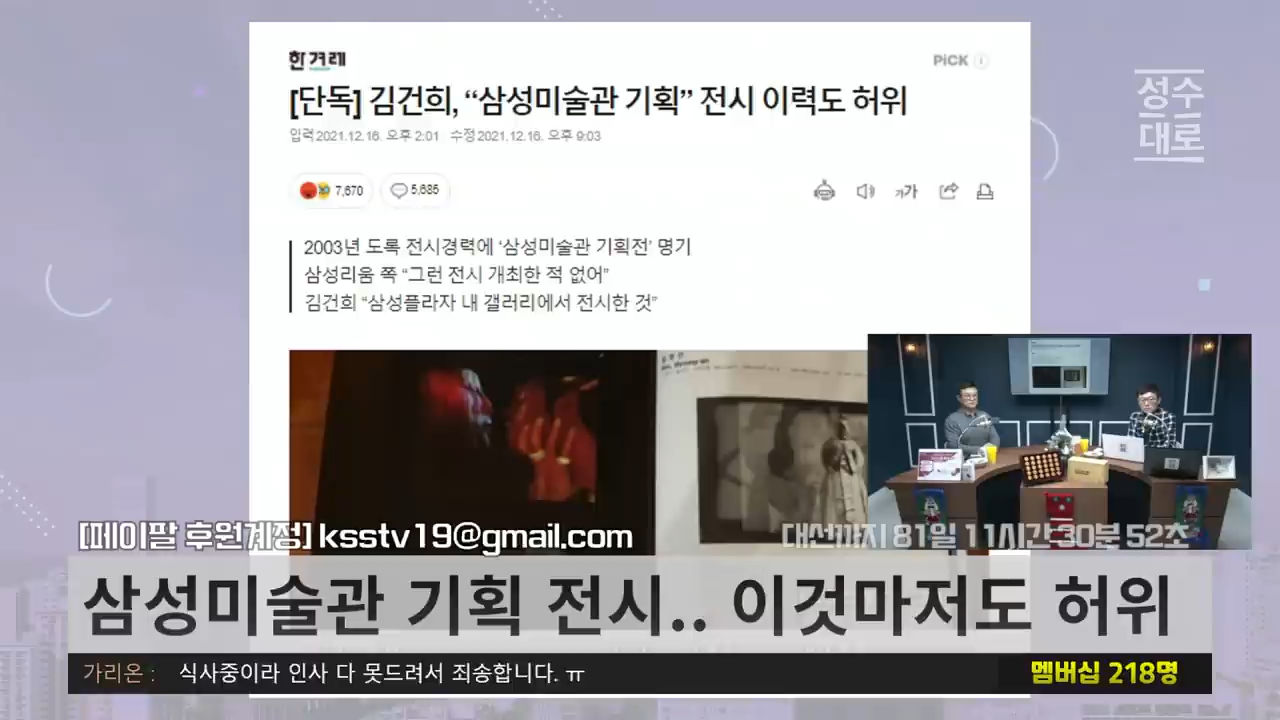 한겨레
PiCK
[단독] 김건희, “삼성미술관 기획” 전시 이력도 허위
입력 2021.12.16. 오후 2:01 수정 2021.12.16. 오후 9:03
성수
대로
7,670
5,685
가가
2003년 도록 전시경력에 ‘삼성미술관 기획전’ 명기
삼성리움 쪽 “그런 전시 개최한 적 없어”
김건희 “삼성플라자 내 갤러리에서 전시한 것”
[페이팔 후원계정] ksstv19@gmail.com
대선까지 81일 11시간 30분 52초
삼성미술관 기획 전시.. 이것마저도 허위
가리온 : 식사중이라 인사 다 못드려서 죄송합니다. ㅠ
멤버십 218명